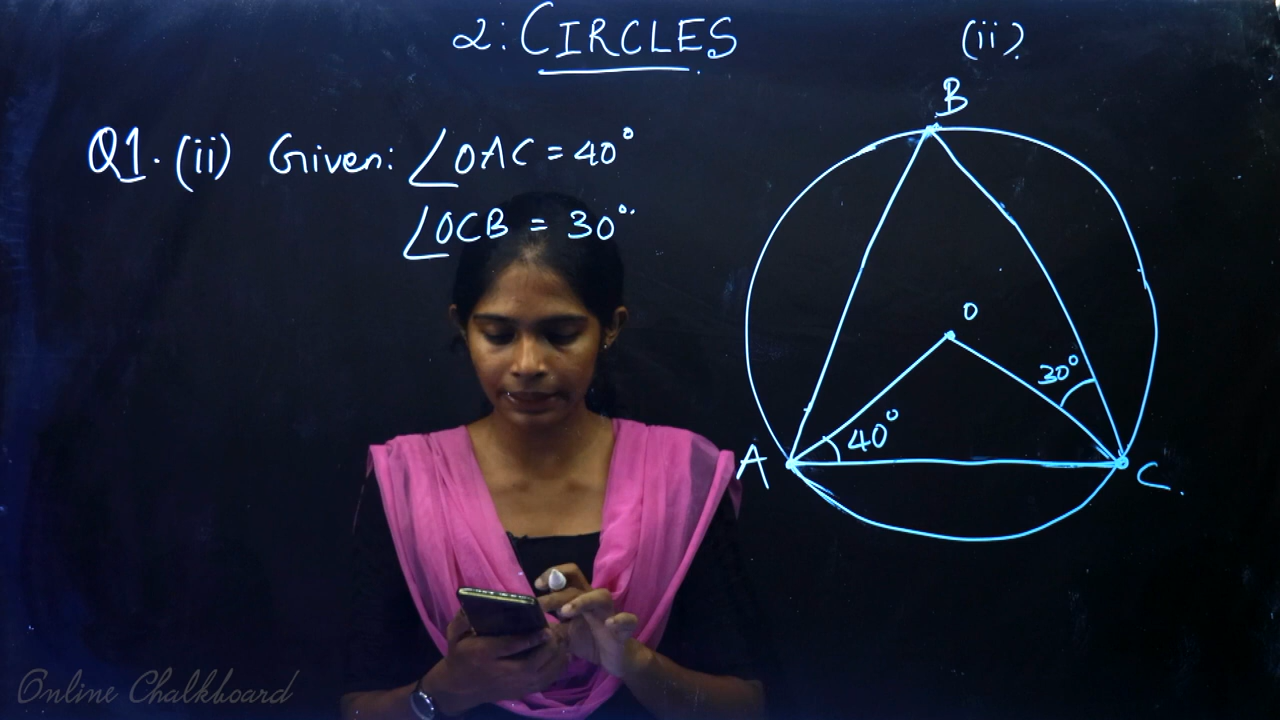 2: CIRCLES
(ii)
Q1. (ii) Given: ∠OAC = 40°
∠OCB = 30°
B
O
30°
40°
A
C.
Online Chalkboard